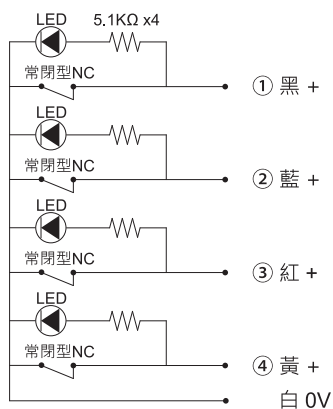 LED 5.1KΩ x4
常閉型NC
① 黑 +
LED
常閉型NC
② 藍 +
LED
常閉型NC
③ 紅 +
LED
常閉型NC
④ 黃 +
白 0V